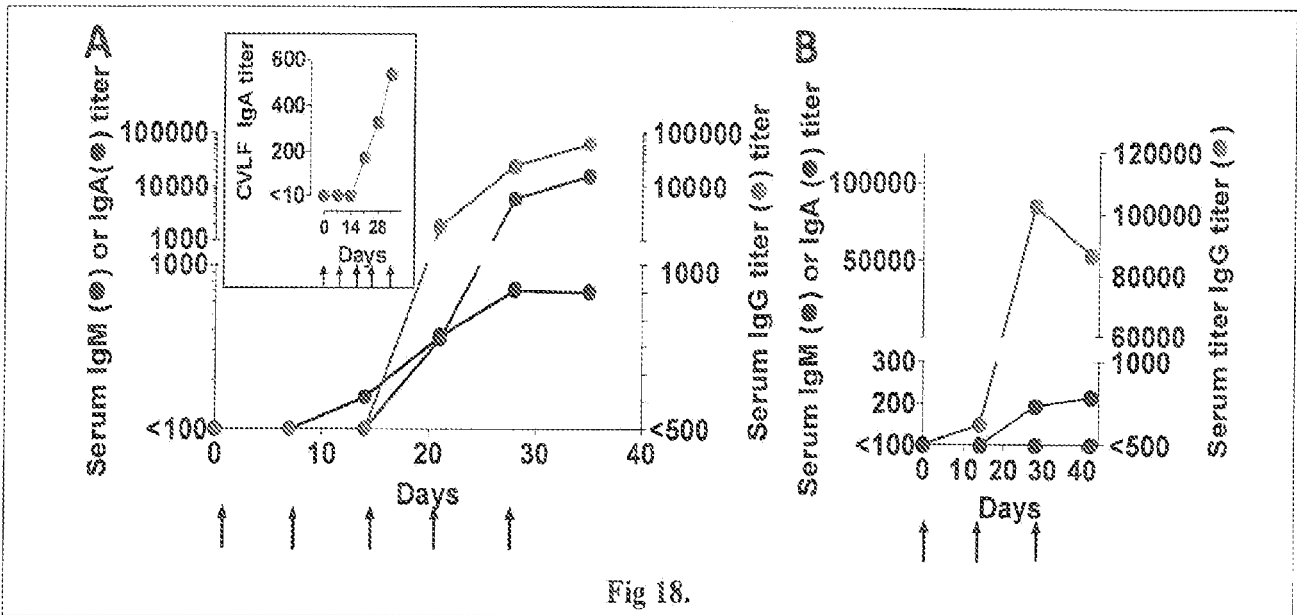 A
Serum IgM (●) or IgA(●) titer
100000
10000
1000
1000
<100
0
10
20
30
40
Days
CVLF IgA titer
600
400
200
<10
0 14 28
Days
Serum IgG titer (●) titer
100000
10000
1000
<500
B
Serum IgM (●) or IgA (●) titer
100000
50000
300
200
<100
0 10 20 30 40
Days
Serum titer IgG titer (●)
120000
100000
80000
60000
1000
<500
Fig 18.